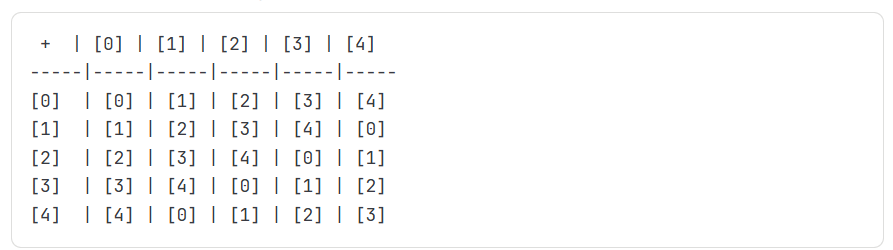 +  | [0] | [1] | [2] | [3] | [4]
-----|-----|-----|-----|-----|-----
[0]  | [0] | [1] | [2] | [3] | [4]
[1]  | [1] | [2] | [3] | [4] | [0]
[2]  | [2] | [3] | [4] | [0] | [1]
[3]  | [3] | [4] | [0] | [1] | [2]
[4]  | [4] | [0] | [1] | [2] | [3]